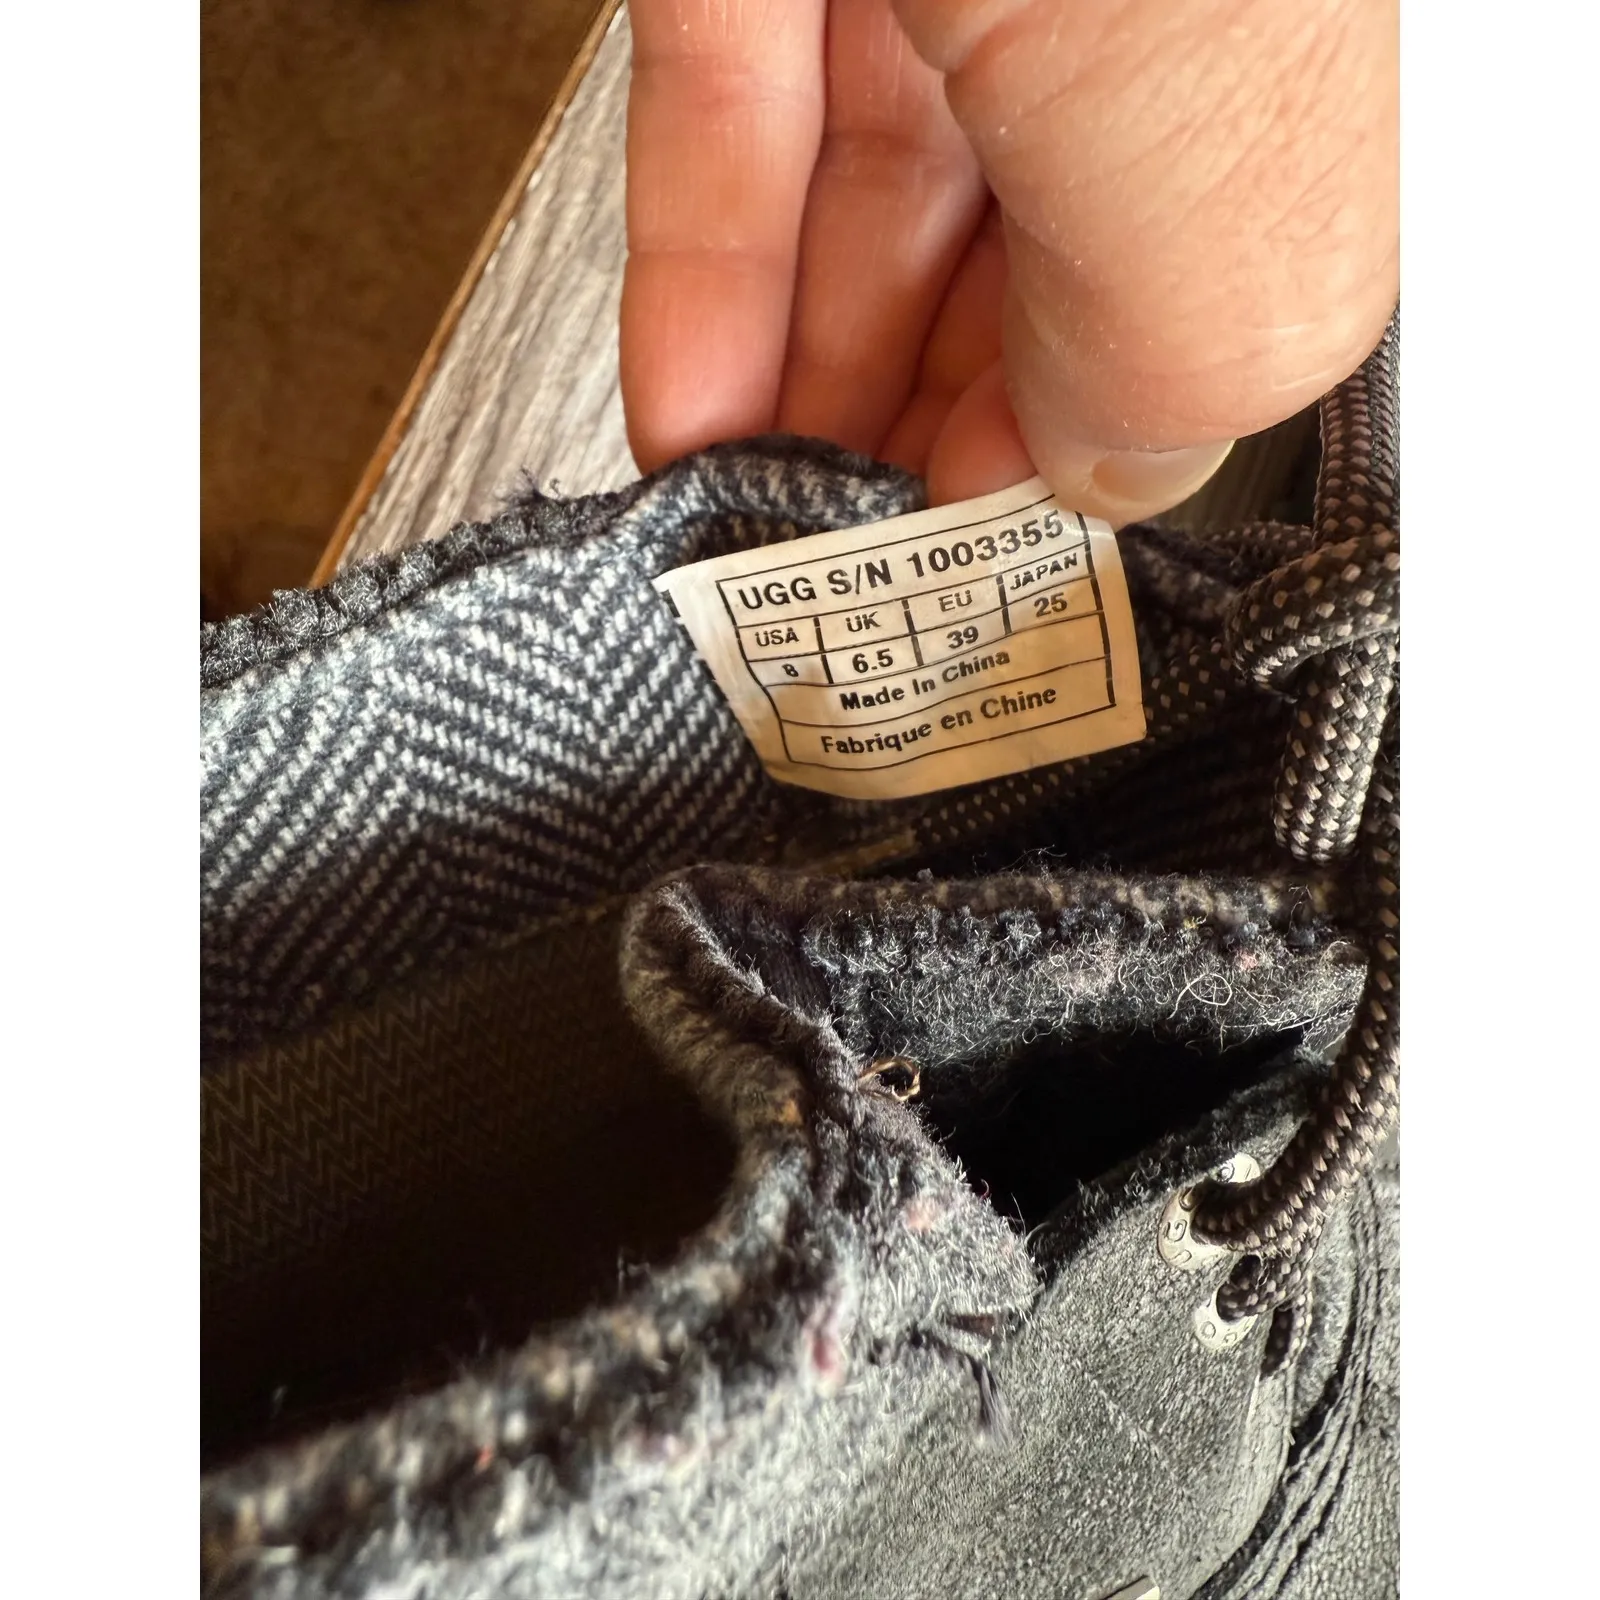 UGG S/N 1003355
USA UK EU JAPAN
8 6.5 39 25
Made In China
Fabrique en Chine